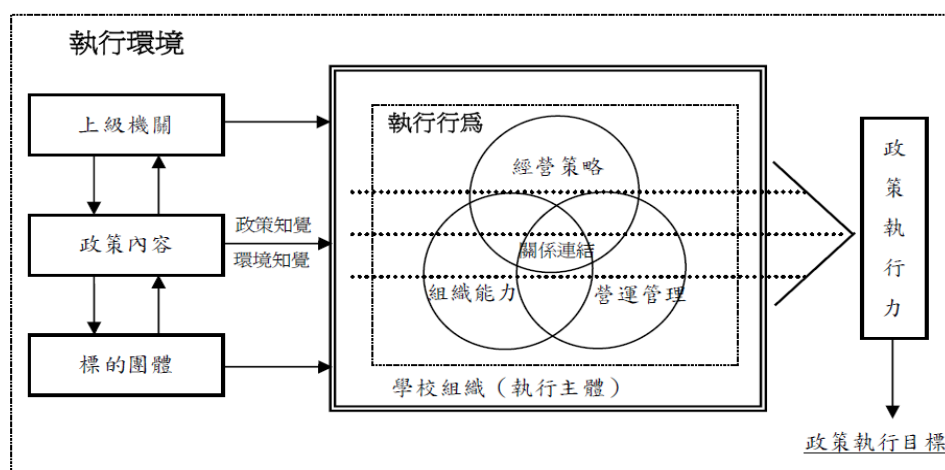 執行環境
上級機關
政策內容
標的團體
政策知覺
環境知覺
執行行為
經營策略
關係連結
組織能力
營運管理
學校組織（執行主體）
政策執行力
政策執行目標